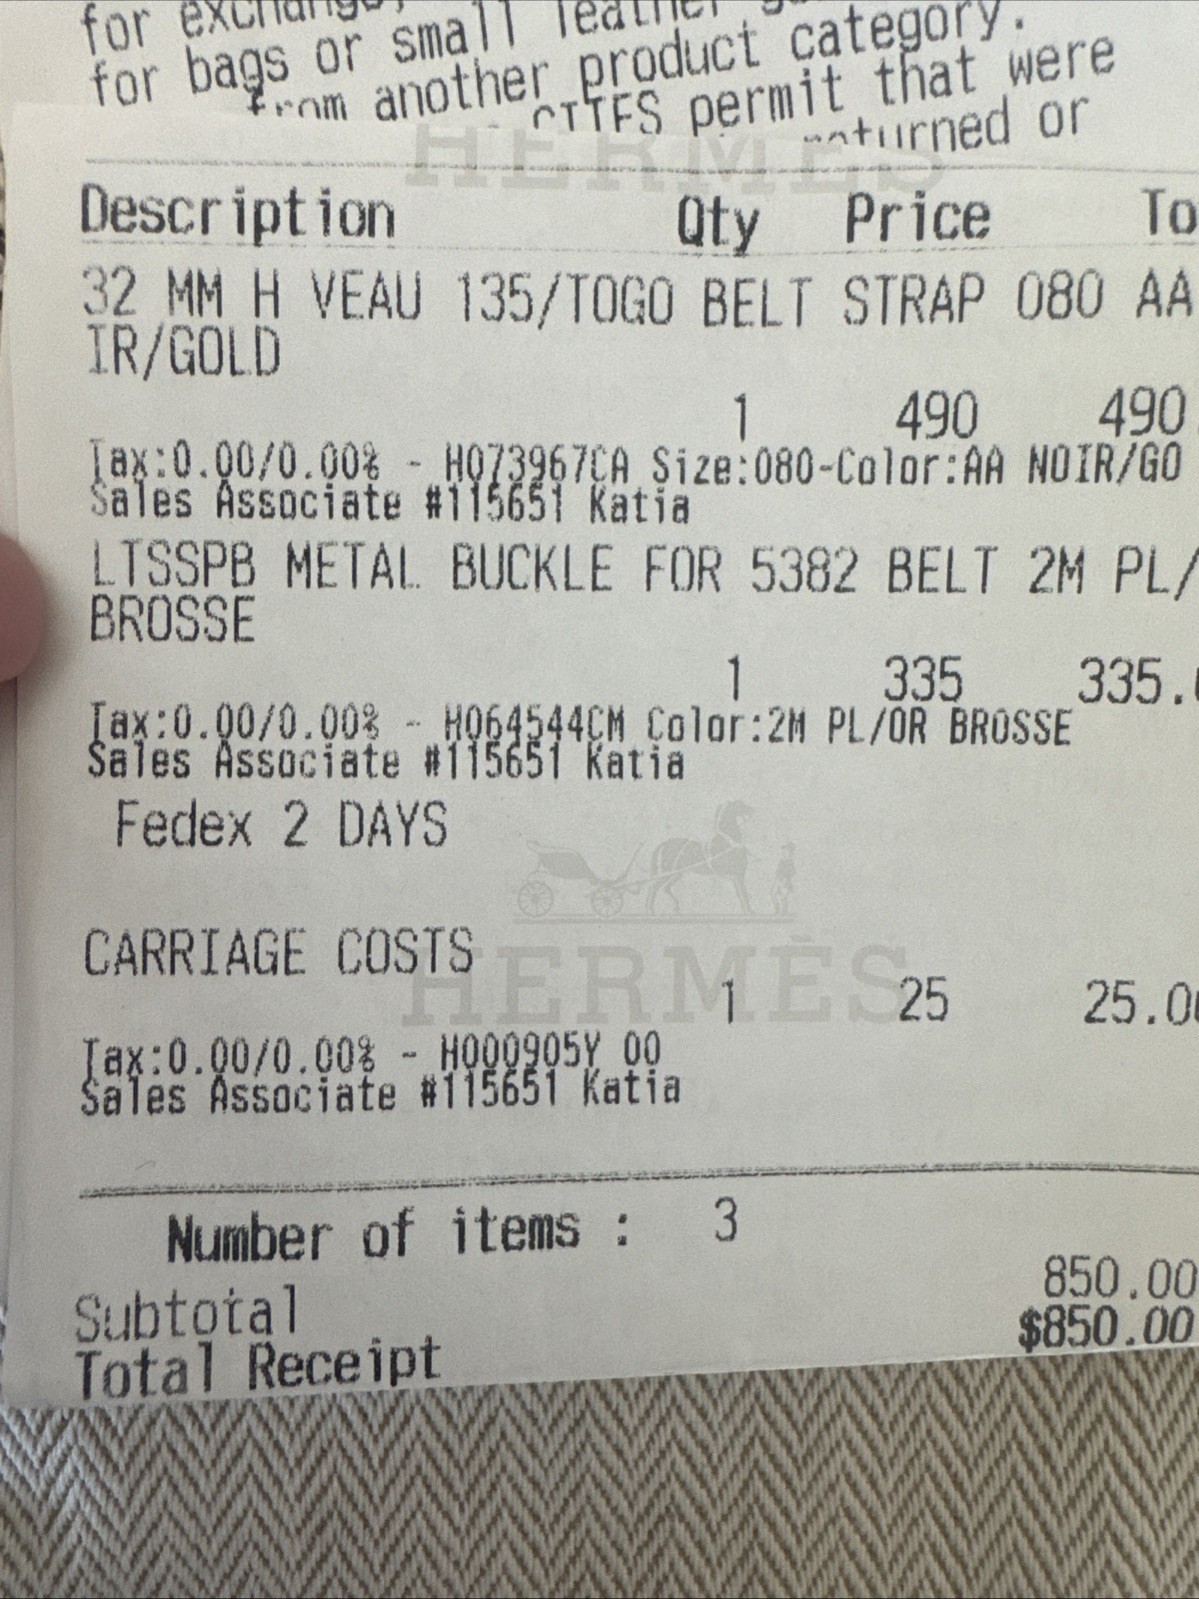 for exchange,
for bags or small leather
from another product category.
permit that were
returned or
HERMÈS
Description Qty Price To
32 MM H VEAU 135/TOGO BELT STRAP 080 AA
IR/GOLD
1 490 490
Tax:0.00/0.00% - H073967CA Size:080-Color:AA NOIR/GO
Sales Associate #115651 Katia
LTSSPB METAL BUCKLE FOR 5382 BELT 2M PL/
BROSSE
1 335 335.
Tax:0.00/0.00% - H064544CM Color:2M PL/OR BROSSE
Sales Associate #115651 Katia
Fedex 2 DAYS
CARRIAGE COSTS
HERMÈS
1 25 25.00
Tax:0.00/0.00% - H000905Y 00
Sales Associate #115651 Katia
Number of items : 3
Subtotal 850.00
Total Receipt $850.00